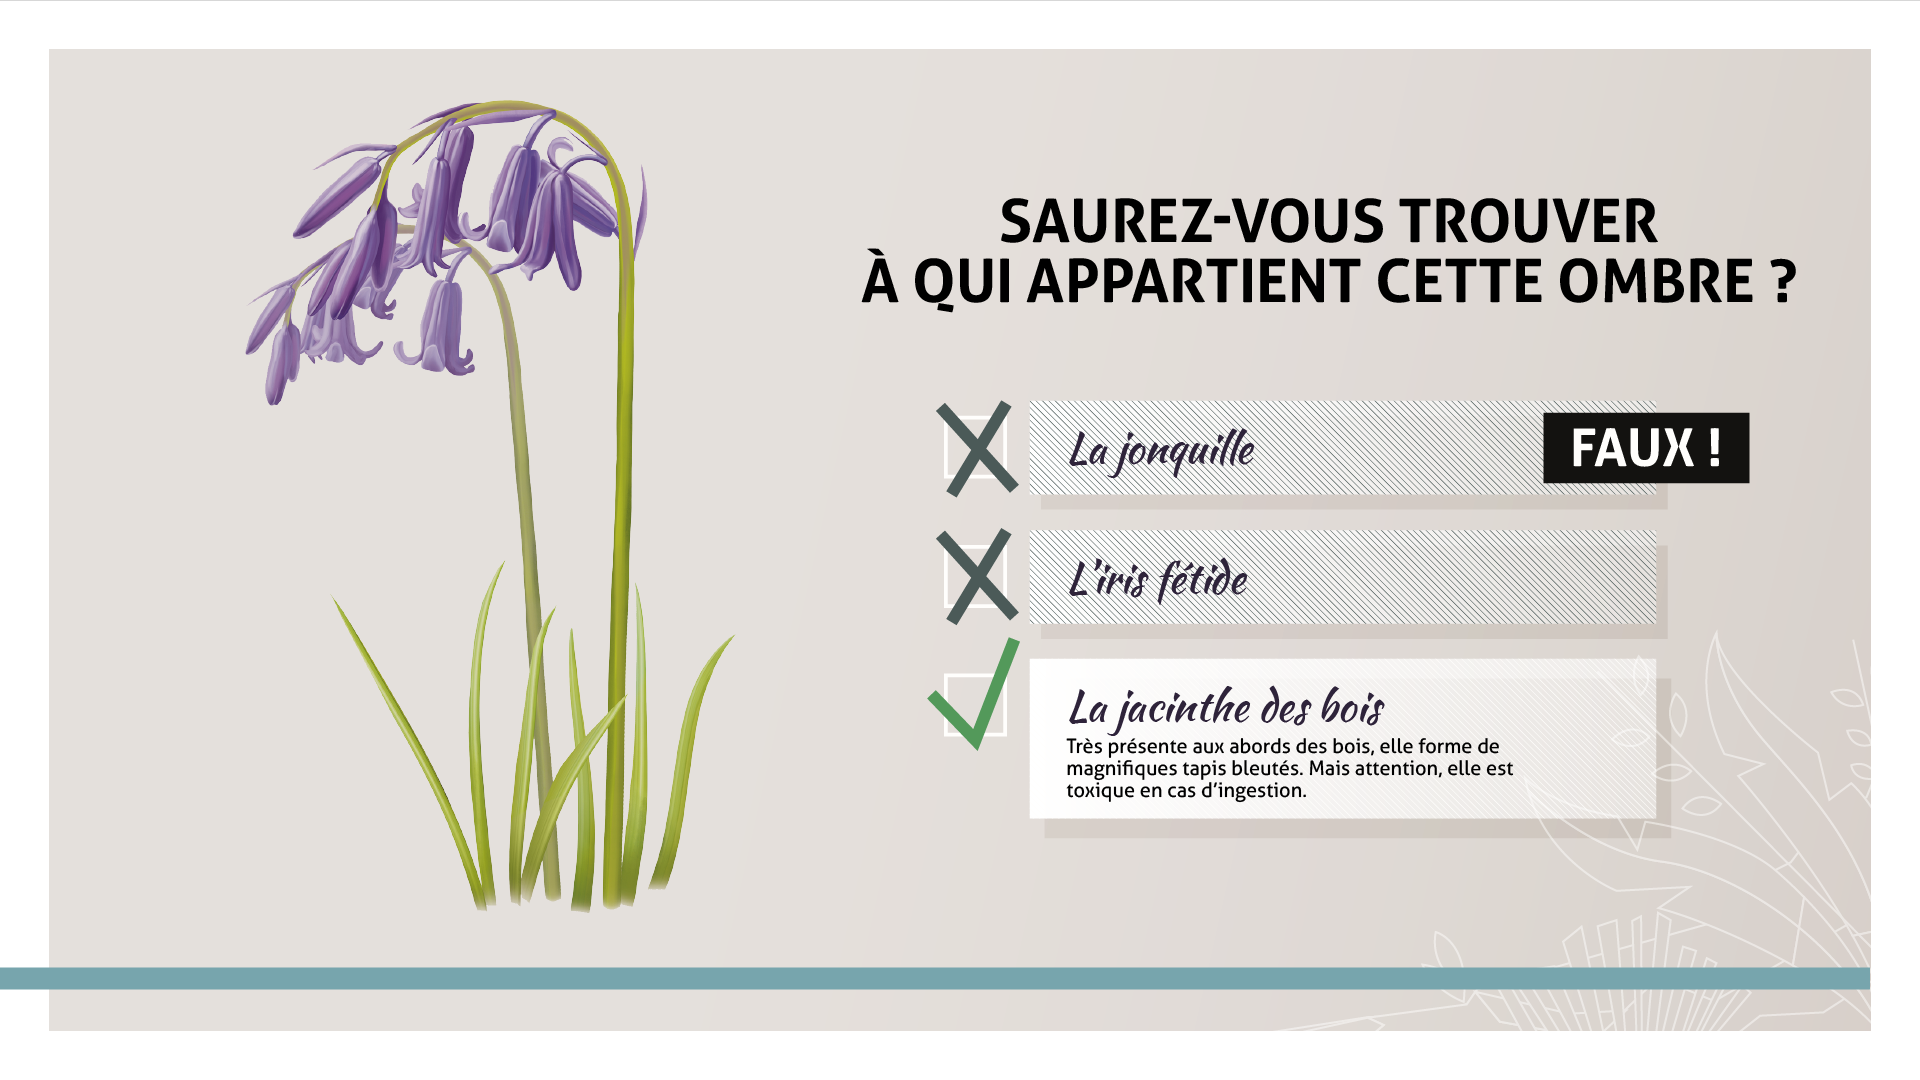 SAUREZ-VOUS TROUVER
À QUI APPARTIENT CETTE OMBRE ?
La jonquille
FAUX !
L'iris fétide
La jacinthe des bois
Très présente aux abords des bois, elle forme de
magnifiques tapis bleutés. Mais attention, elle est
toxique en cas d'ingestion.